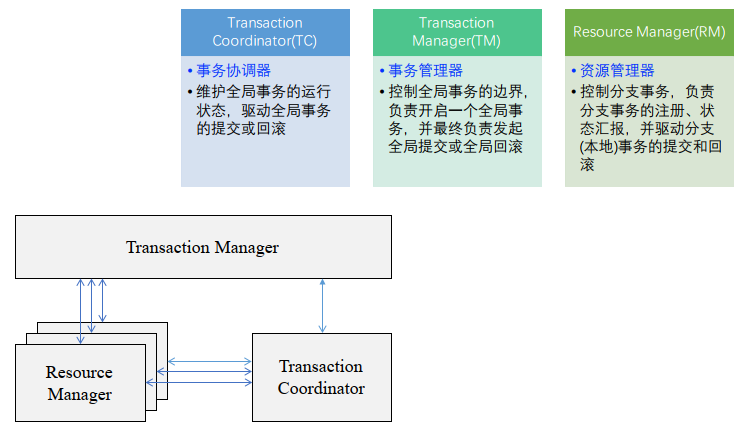 Transaction
Coordinator(TC)
• 事务协调器
• 维护全局事务的运行
状态，驱动全局事务
的提交或回滚
Transaction
Manager(TM)
• 事务管理器
• 控制全局事务的边界，
负责开启一个全局事
务，并最终负责发起
全局提交或全局回滚
Resource Manager(RM)
• 资源管理器
• 控制分支事务，负责
分支事务的注册、状
态汇报，并驱动分支
(本地)事务的提交和回
滚
Transaction Manager
Resource
Manager
Transaction
Coordinator